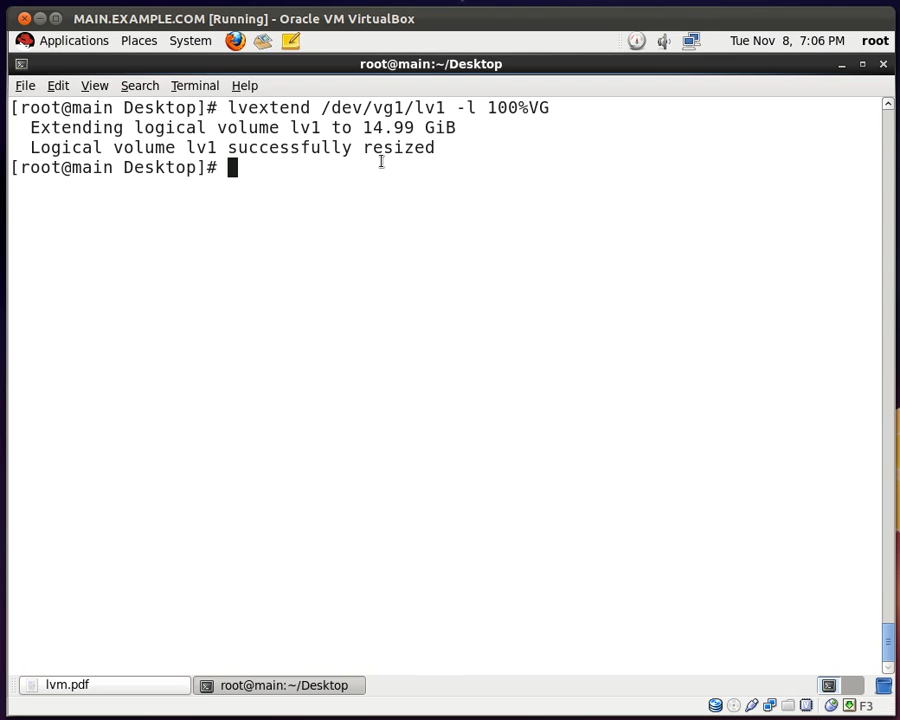 MAIN.EXAMPLE.COM [Running] - Oracle VM VirtualBox
Applications Places System Tue Nov 8, 7:06 PM root
root@main:~/Desktop
File Edit View Search Terminal Help
[root@main Desktop]# lvextend /dev/vg1/lv1 -l 100%VG
Extending logical volume lv1 to 14.99 GiB
Logical volume lv1 successfully resized
[root@main Desktop]#
lvm.pdf root@main:~/Desktop
F3